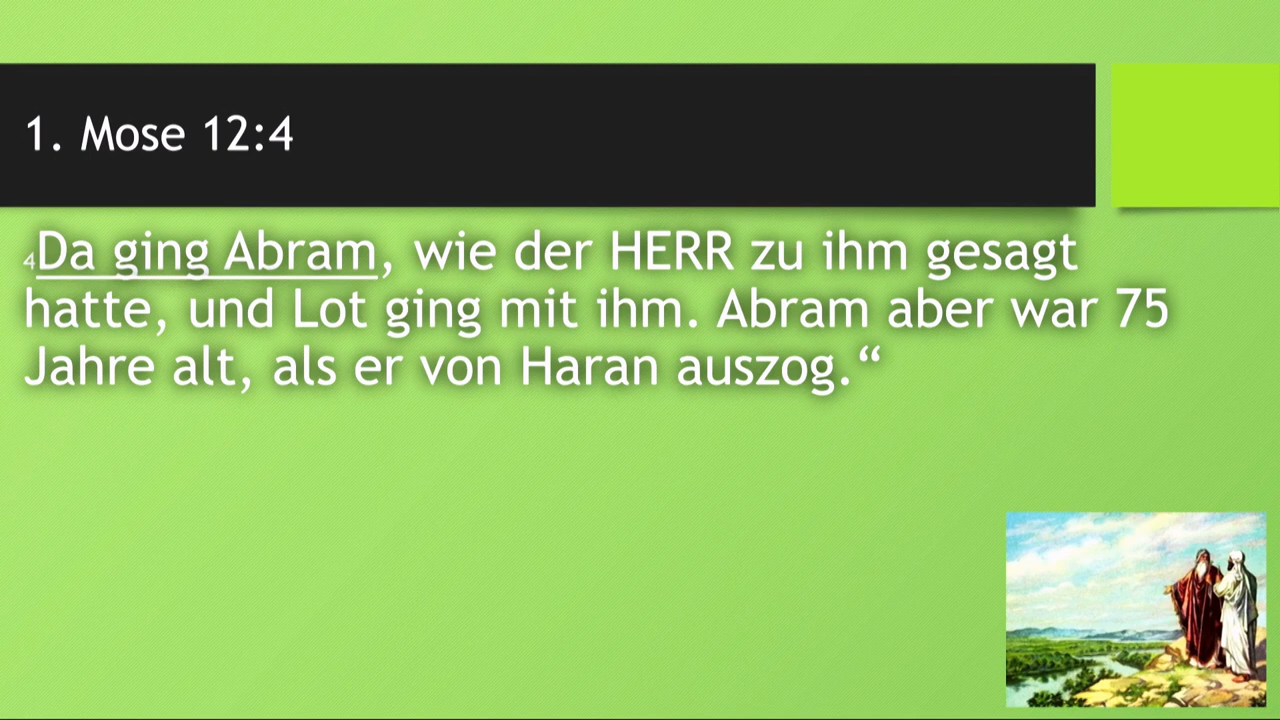 1. Mose 12:4
4Da ging Abram, wie der HERR zu ihm gesagt
hatte, und Lot ging mit ihm. Abram aber war 75
Jahre alt, als er von Haran auszog.“